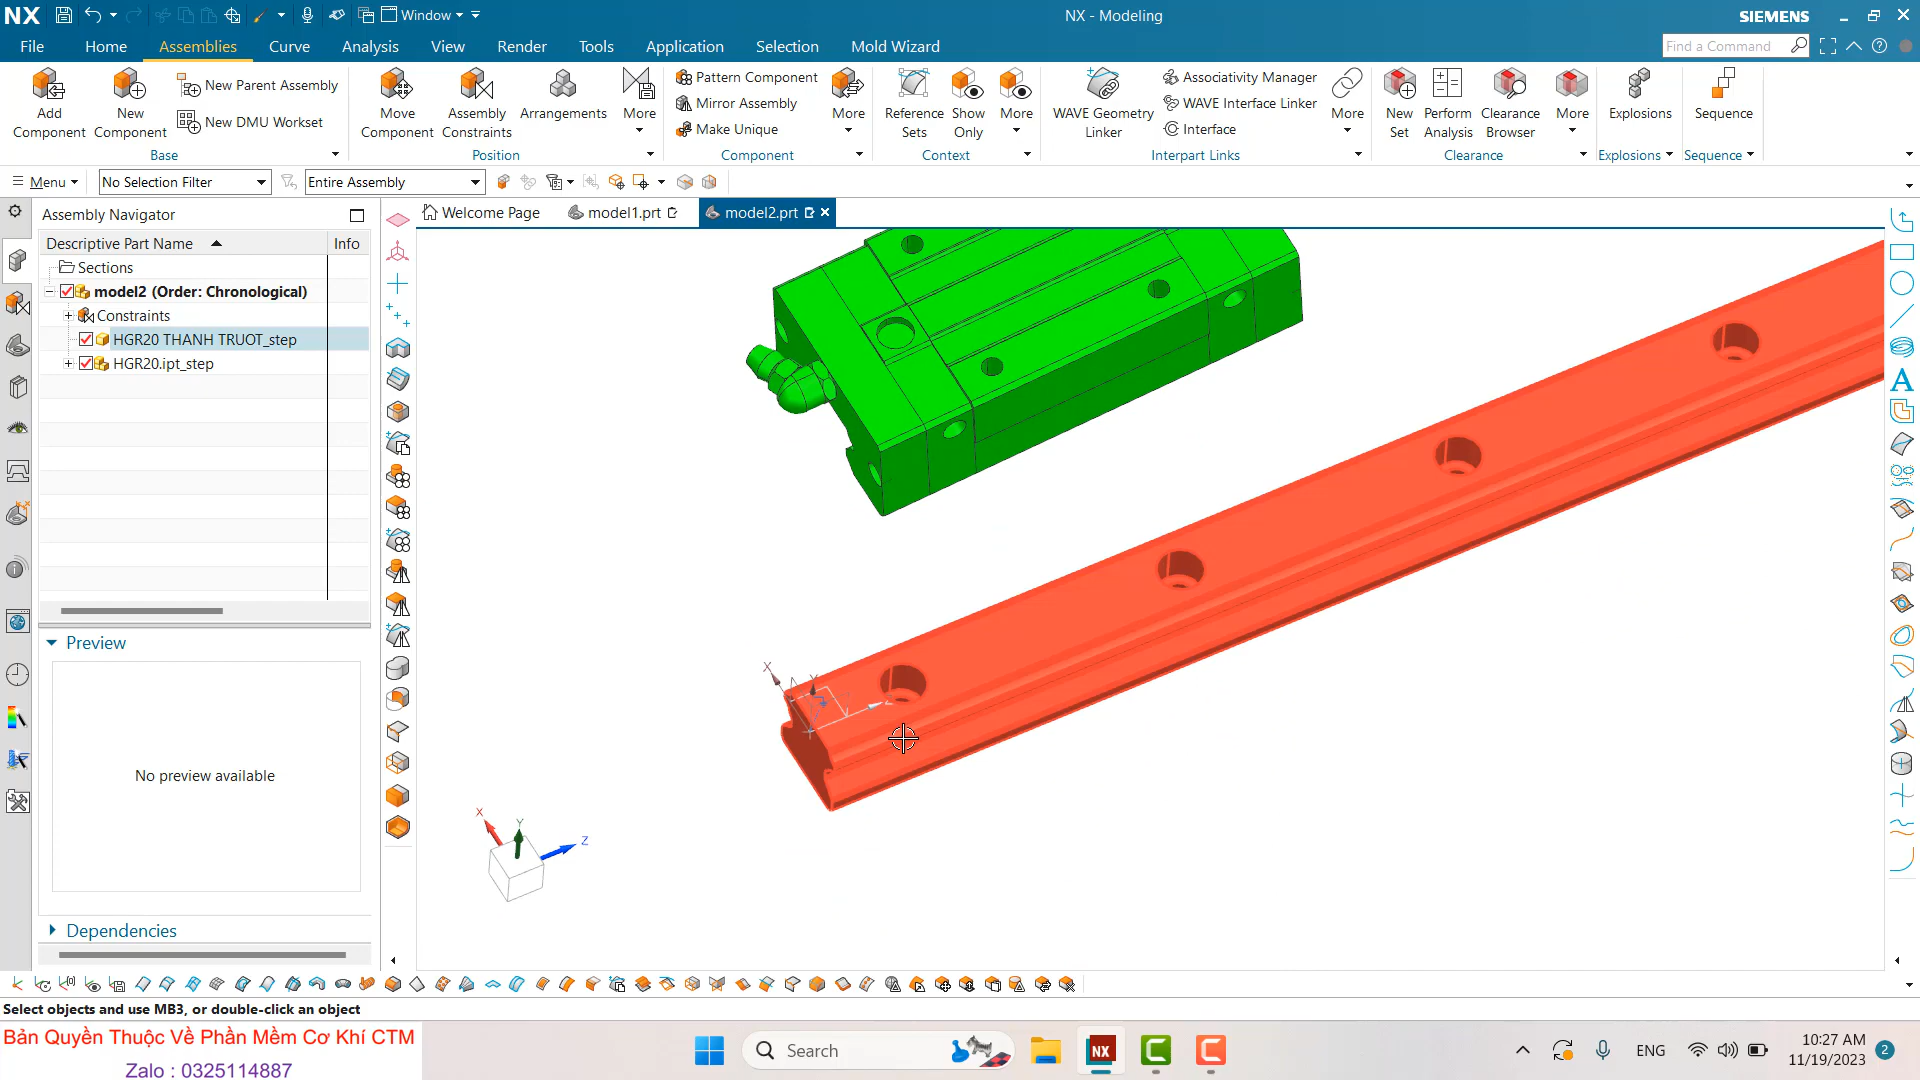 NX
Window
NX - Modeling
SIEMENS
File
Home
Assemblies
Curve
Analysis
View
Render
Tools
Application
Selection
Mold Wizard
Find a Command
Add Component
New Component
New Parent Assembly
New DMU Workset
Base
Move Component
Assembly Constraints
Arrangements
More
Position
Pattern Component
Mirror Assembly
Make Unique
More
Component
Reference Sets
Show Only
More
Context
WAVE Geometry Linker
Associativity Manager
WAVE Interface Linker
Interface
More
Interpart Links
New Set
Perform Analysis
Clearance Browser
More
Clearance
Explosions
Explosions
Sequence
Sequence
Menu
No Selection Filter
Entire Assembly
Assembly Navigator
Welcome Page
model1.prt
model2.prt
Descriptive Part Name
Info
Sections
model2 (Order: Chronological)
Constraints
HGR20 THANH TRUOT_step
HGR20.ipt_step
Preview
No preview available
Dependencies
X
Y
X
Y
Z
A
Select objects and use MB3, or double-click an object
Bản Quyền Thuộc Về Phần Mềm Cơ Khí CTM
Zalo : 0325114887
Search
NX
ENG
10:27 AM
11/19/2023
2